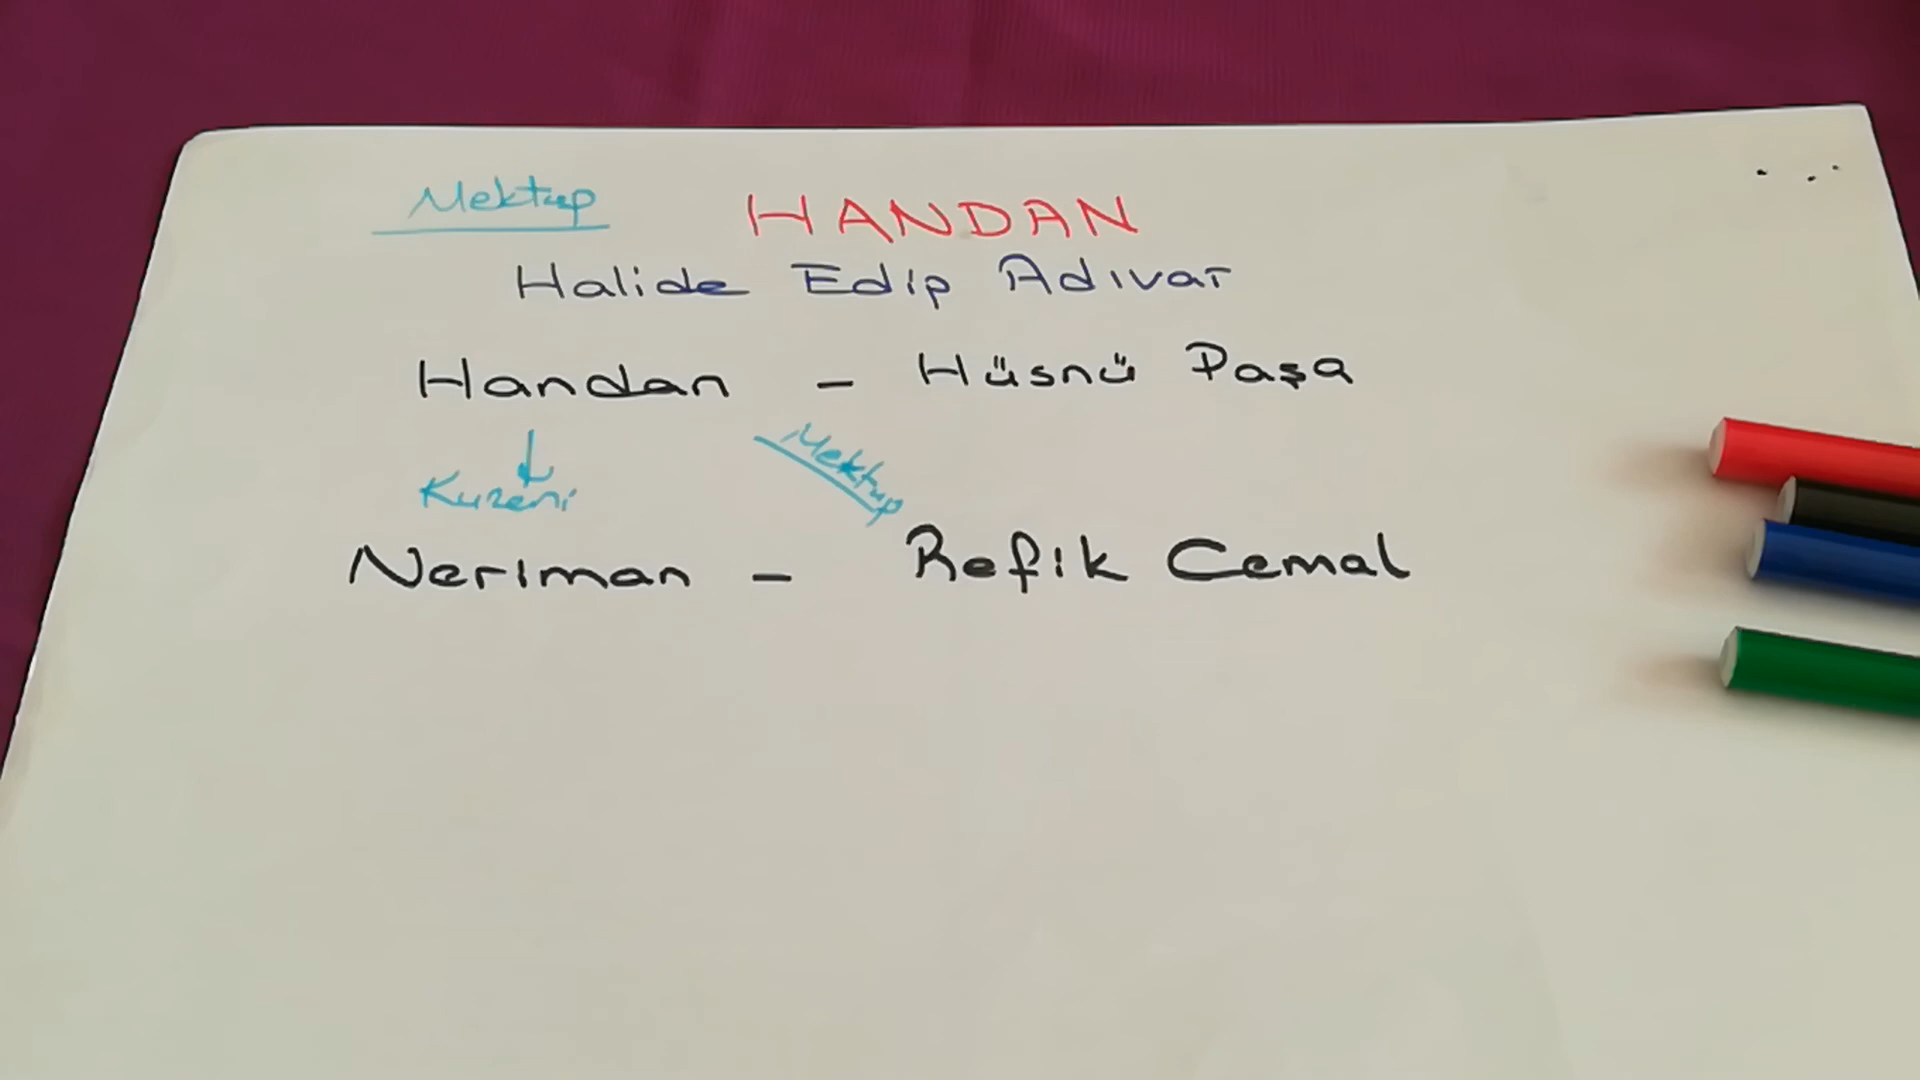 Mektup HANDAN
Halide Edip Adıvar
Handan - Hüsnü Paşa
Kuzeni Mektup
Neriman - Refik Cemal